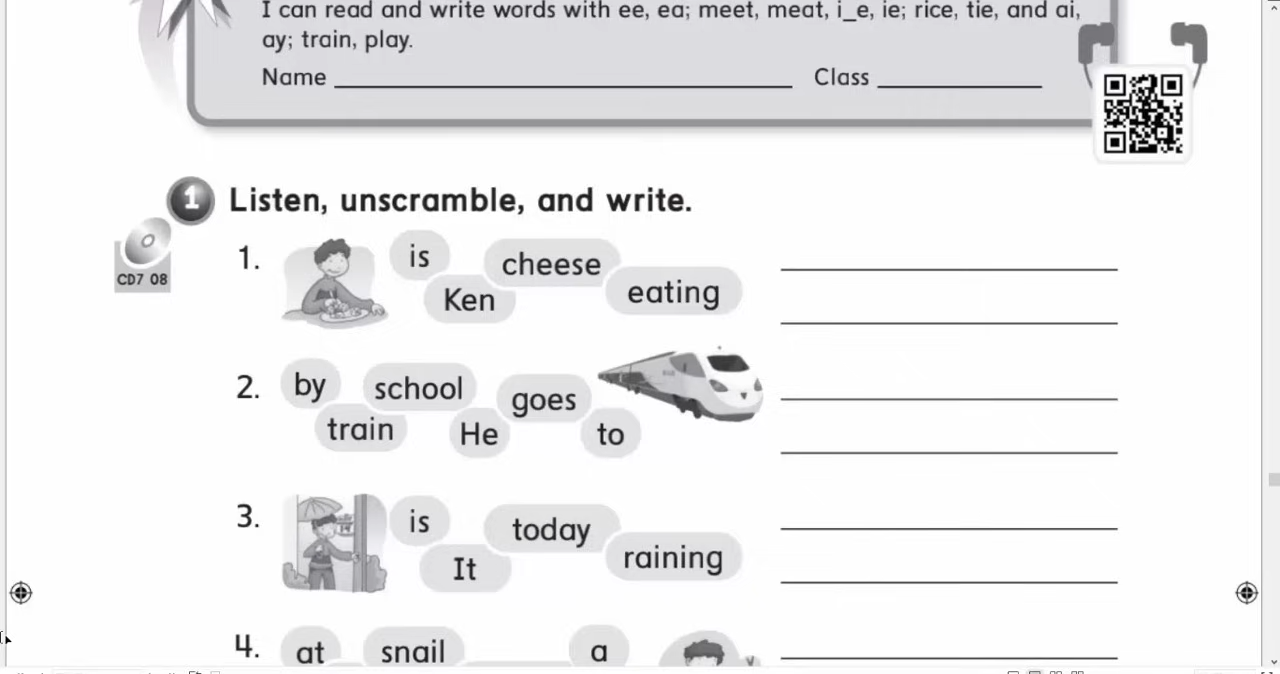 I can read and write words with ee, ea; meet, meat, i_e, ie; rice, tie, and ai,
ay; train, play.
Name Class
1 Listen, unscramble, and write.
CD7 08
1. is cheese
Ken eating
2. by school goes
train He to
3. is today
It raining
4. at snail a